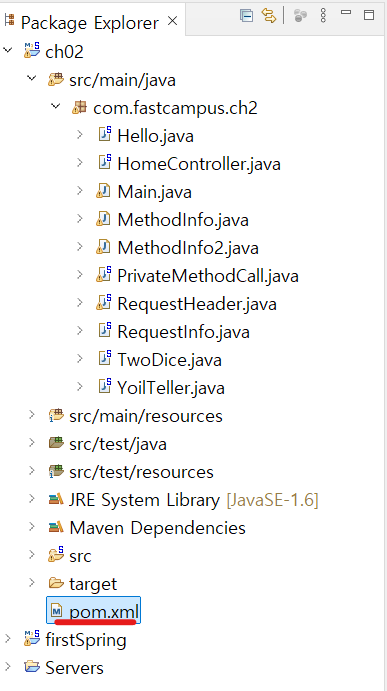 Package Explorer
ch02
src/main/java
com.fastcampus.ch2
Hello.java
HomeController.java
Main.java
MethodInfo.java
MethodInfo2.java
PrivateMethodCall.java
RequestHeader.java
RequestInfo.java
TwoDice.java
YoilTeller.java
src/main/resources
src/test/java
src/test/resources
JRE System Library [JavaSE-1.6]
Maven Dependencies
src
target
pom.xml
firstSpring
Servers